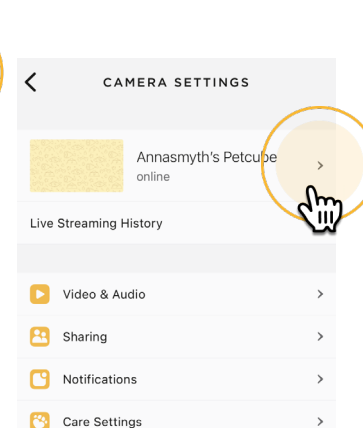 CAMERA SETTINGS
Annasmyth's Petcube
online
Live Streaming History
Video & Audio
Sharing
Notifications
Care Settings